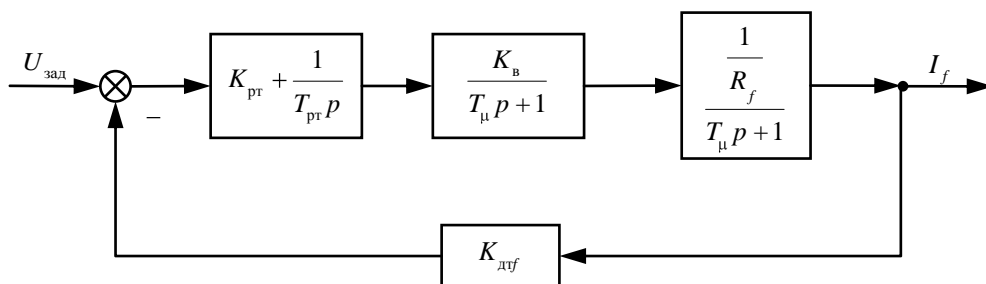 U_зад
−
K_рт + 1/(T_рт p)
K_в/(T_μ p + 1)
(1/R_f)/(T_μ p + 1)
I_f
K_дтf